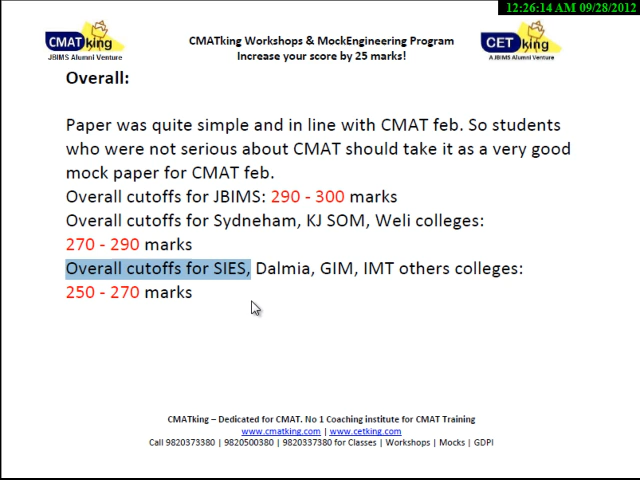 12:26:14 AM 09/28/2012
CMAT king
JBIMS Alumni Venture
CMATking Workshops & MockEngineering Program
Increase your score by 25 marks!
CET king
A JBIMS Alumni Venture
Overall:
Paper was quite simple and in line with CMAT feb. So students
who were not serious about CMAT should take it as a very good
mock paper for CMAT feb.
Overall cutoffs for JBIMS: 290 - 300 marks
Overall cutoffs for Sydneham, KJ SOM, Weli colleges:
270 - 290 marks
Overall cutoffs for SIES, Dalmia, GIM, IMT others colleges:
250 - 270 marks
CMATking – Dedicated for CMAT. No 1 Coaching institute for CMAT Training
www.cmatking.com | www.cetking.com
Call 9820373380 | 9820500380 | 9820337380 for Classes | Workshops | Mocks | GDPI